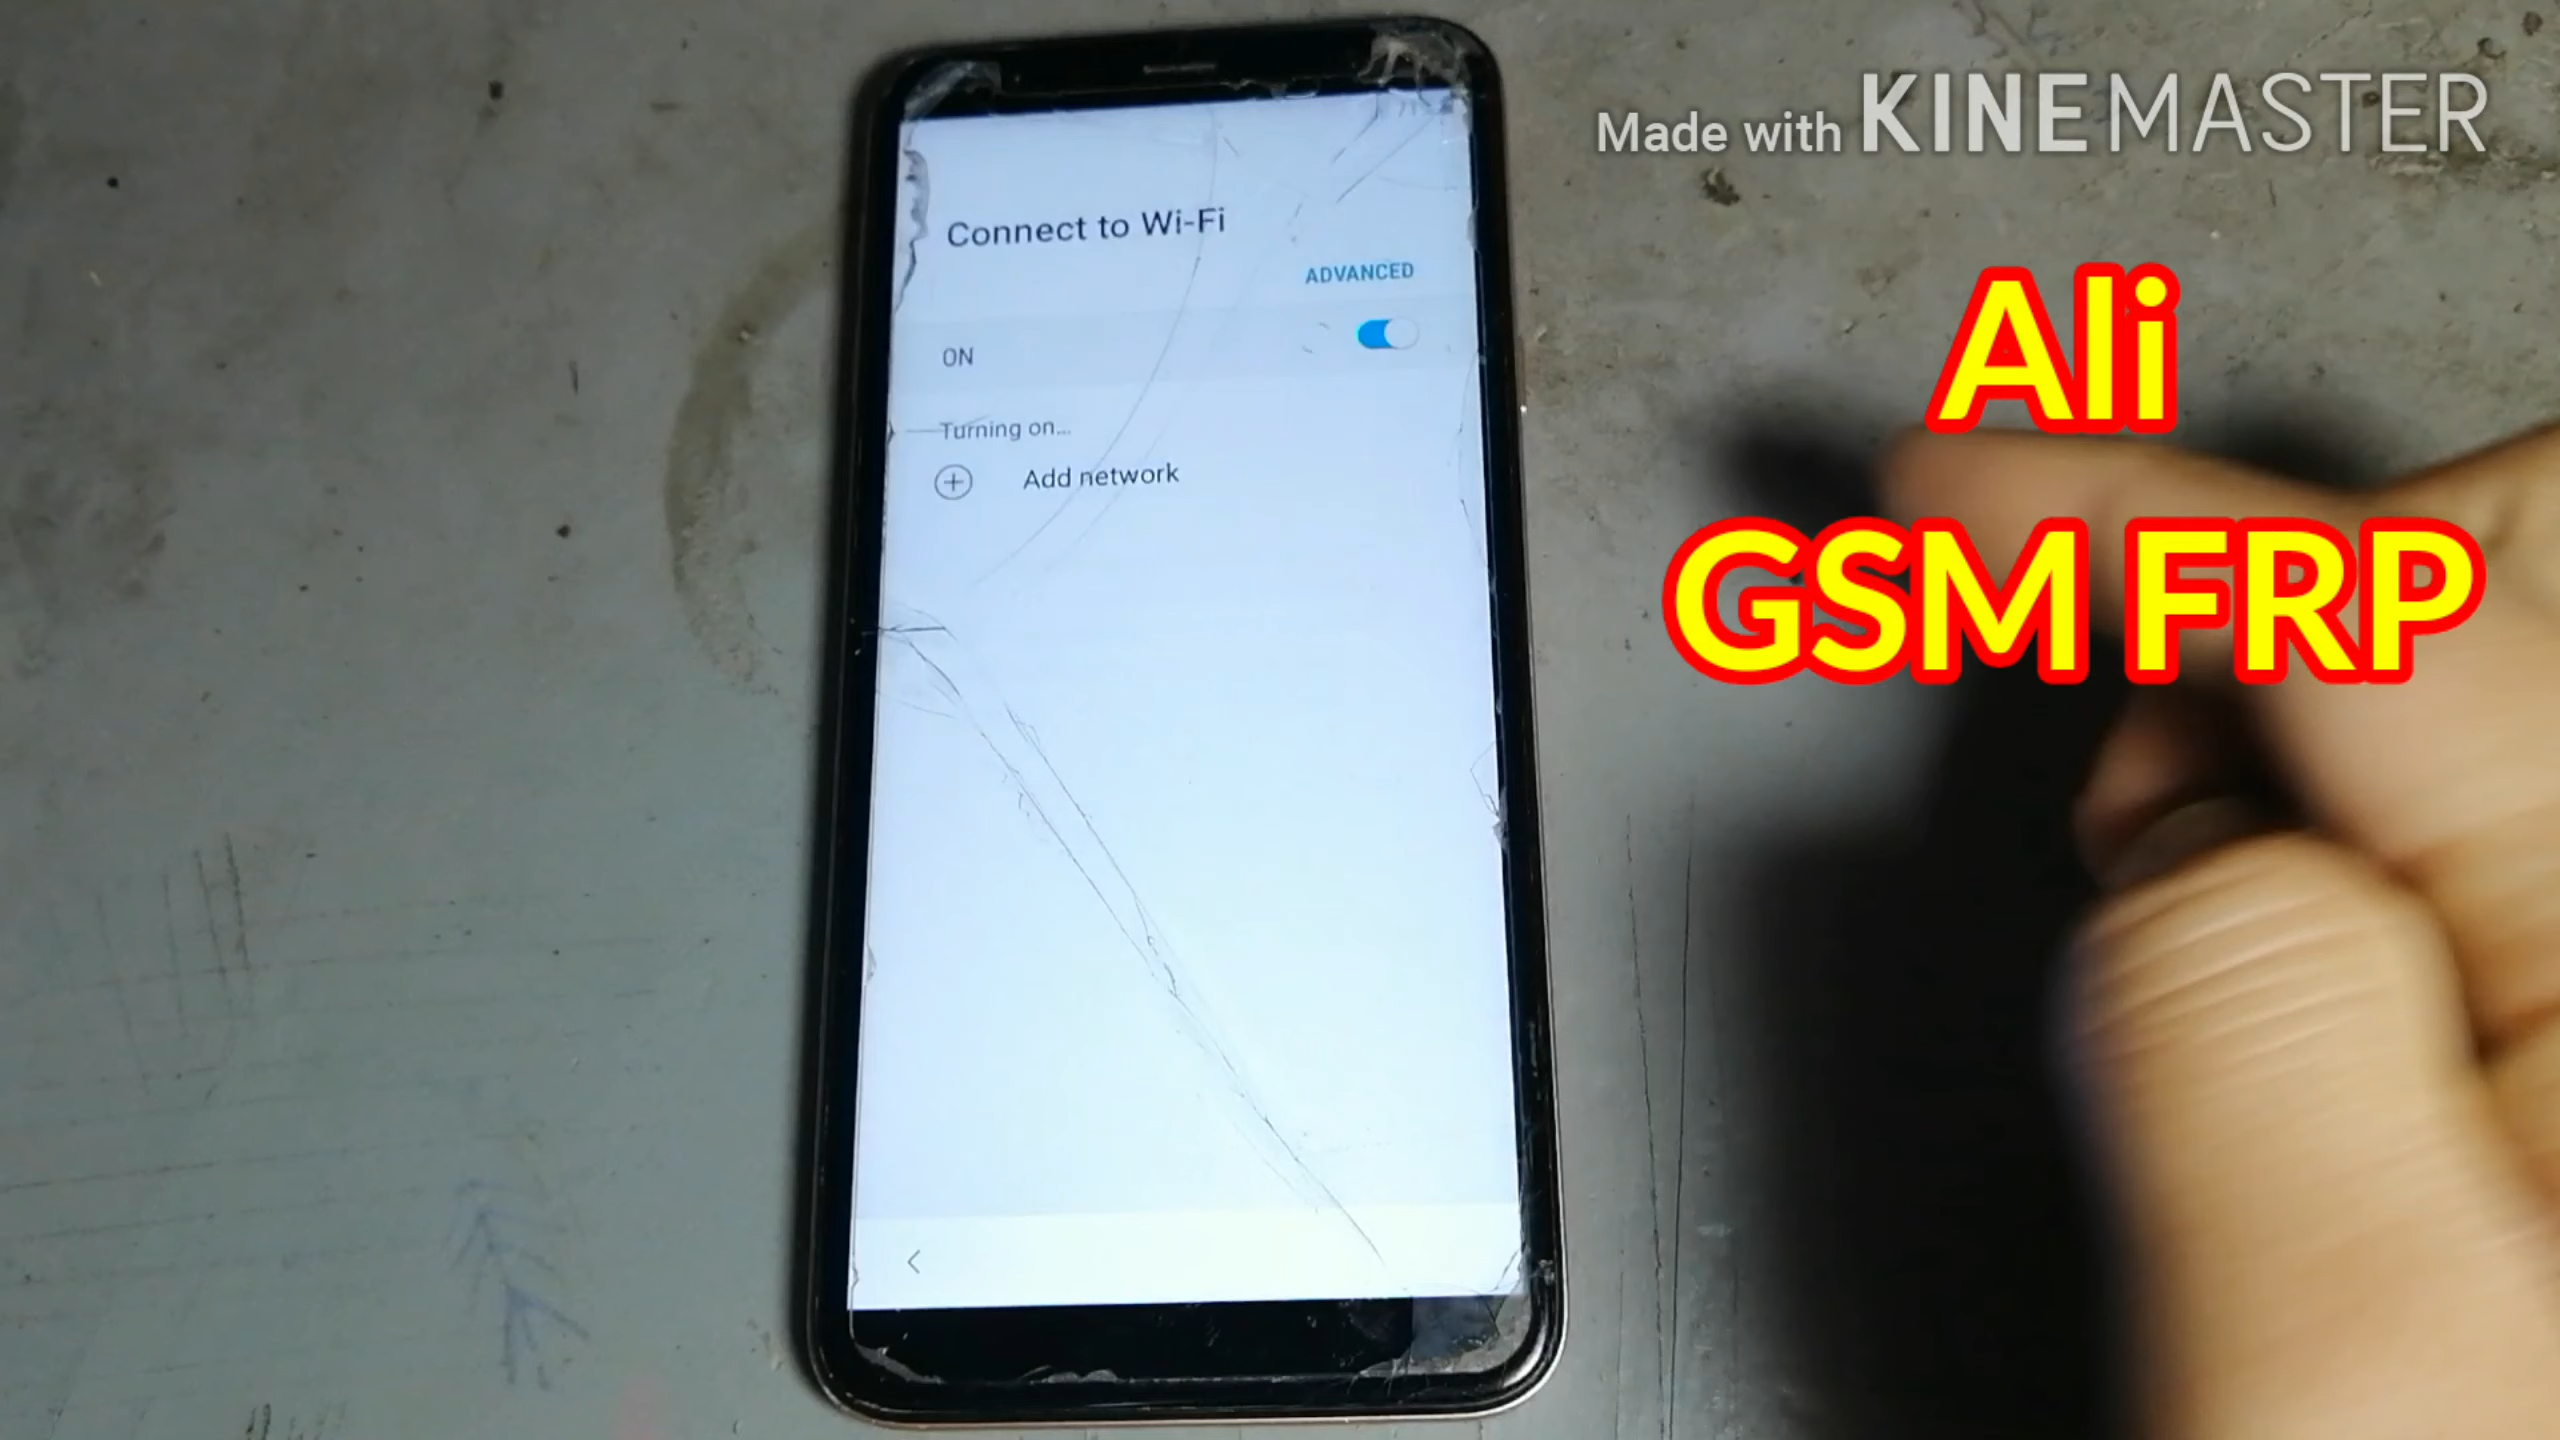 Made with KINEMASTER
Connect to Wi-Fi
ADVANCED
ON
Turning on...
Add network
Ali
GSM FRP